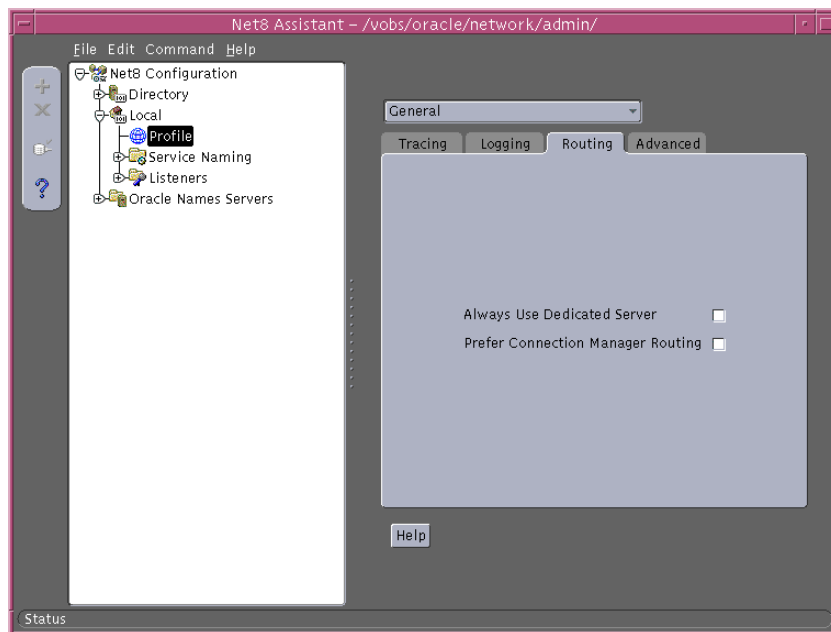 Net8 Assistant – /vobs/oracle/network/admin/
File Edit Command Help
Net8 Configuration
Directory
Local
Profile
Service Naming
Listeners
Oracle Names Servers
General
Tracing Logging Routing Advanced
Always Use Dedicated Server
Prefer Connection Manager Routing
Help
Status